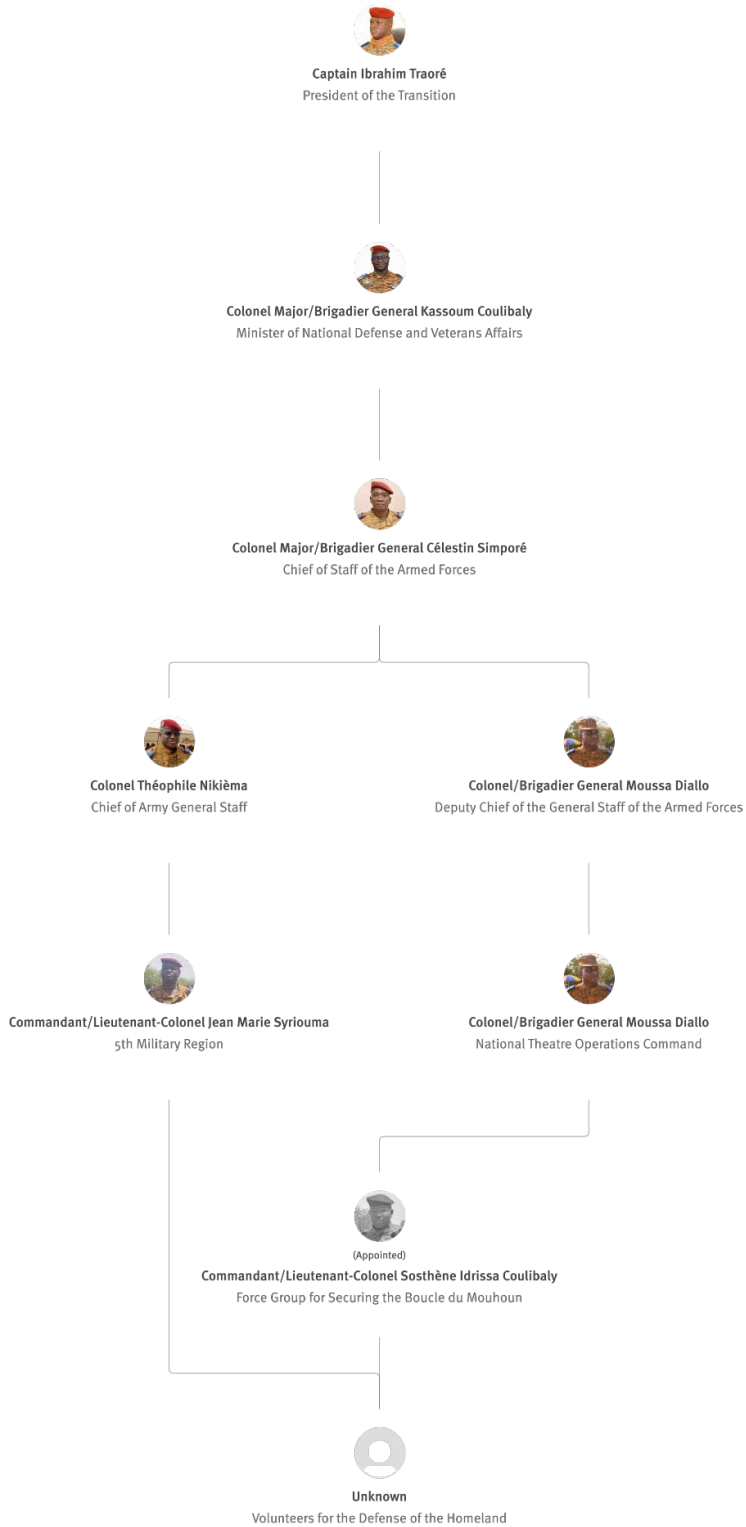 Captain Ibrahim Traoré
President of the Transition
Colonel Major/Brigadier General Kassoum Coulibaly
Minister of National Defense and Veterans Affairs
Colonel Major/Brigadier General Célestin Simporé
Chief of Staff of the Armed Forces
Colonel Théophile Nikièma
Chief of Army General Staff
Colonel/Brigadier General Moussa Diallo
Deputy Chief of the General Staff of the Armed Forces
Commandant/Lieutenant-Colonel Jean Marie Syriouma
5th Military Region
Colonel/Brigadier General Moussa Diallo
National Theatre Operations Command
(Appointed)
Commandant/Lieutenant-Colonel Sosthène Idrissa Coulibaly
Force Group for Securing the Boucle du Mouhoun
Unknown
Volunteers for the Defense of the Homeland